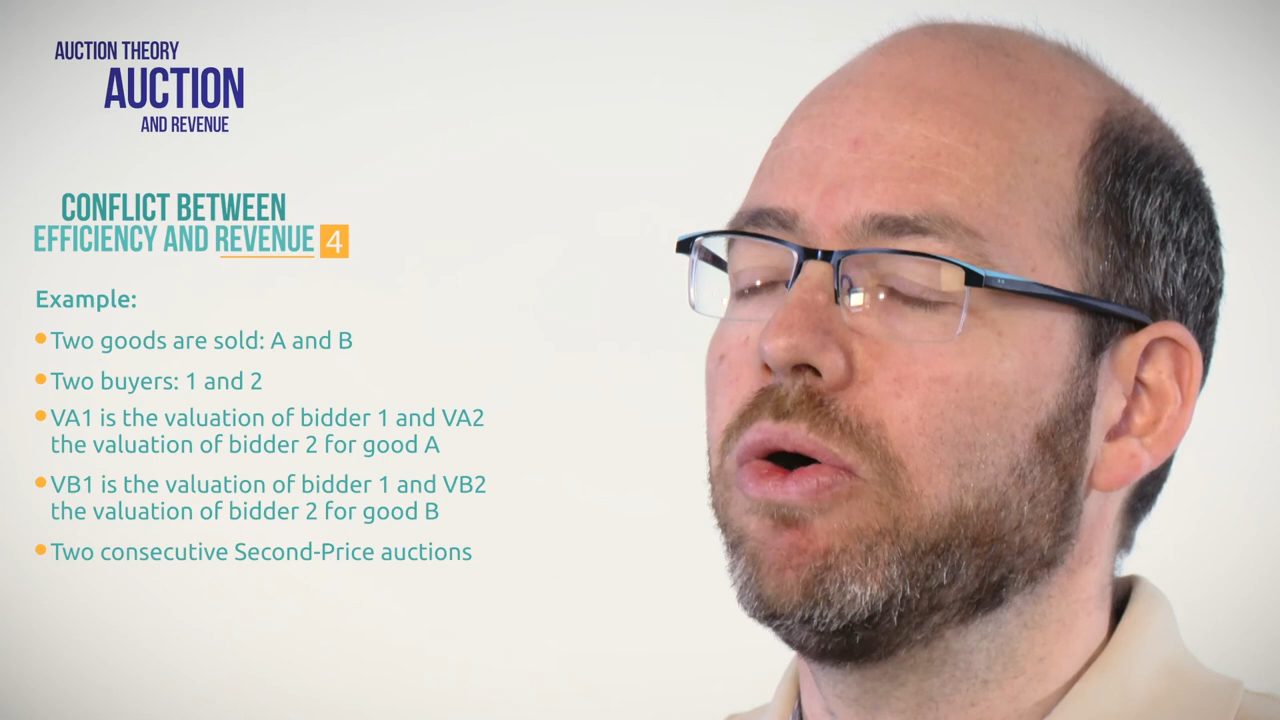 AUCTION THEORY
AUCTION
AND REVENUE
CONFLICT BETWEEN
EFFICIENCY AND REVENUE 4
Example:
Two goods are sold: A and B
Two buyers: 1 and 2
VA1 is the valuation of bidder 1 and VA2
the valuation of bidder 2 for good A
VB1 is the valuation of bidder 1 and VB2
the valuation of bidder 2 for good B
Two consecutive Second-Price auctions